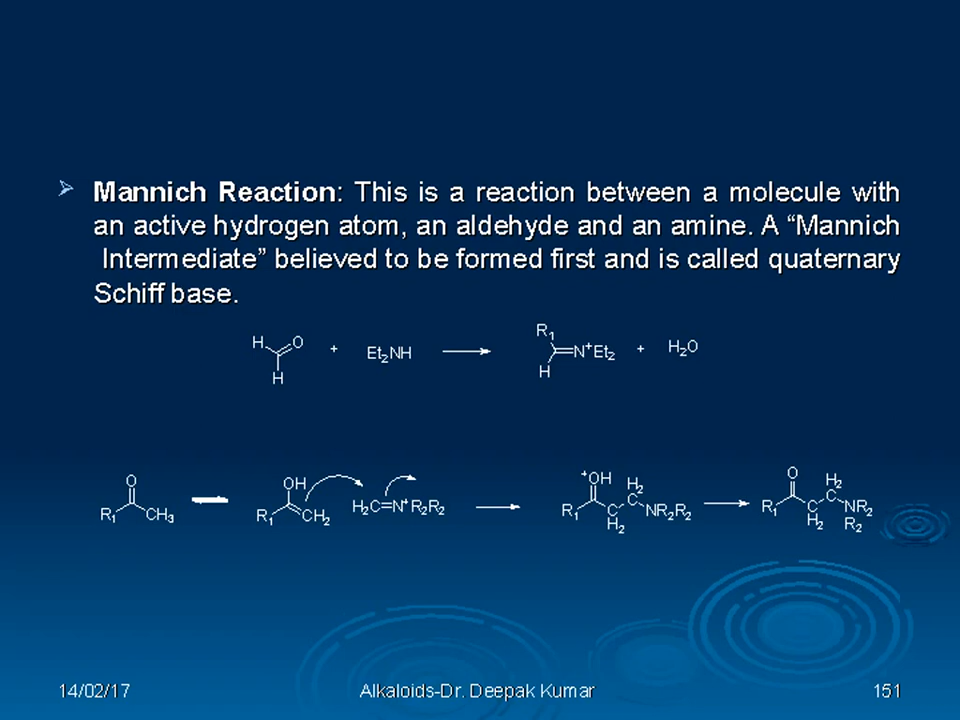 Mannich Reaction: This is a reaction between a molecule with
an active hydrogen atom, an aldehyde and an amine. A “Mannich
Intermediate” believed to be formed first and is called quaternary
Schiff base.
H O H + Et2NH R1 H N+Et2 + H2O
O R1 CH3 OH R1 CH2 H2C=N+R2R2 +OH R1 C H2 H2 C NR2R2 O R1 C H2 H2 C NR2 R2
14/02/17 Alkaloids-Dr. Deepak Kumar 151